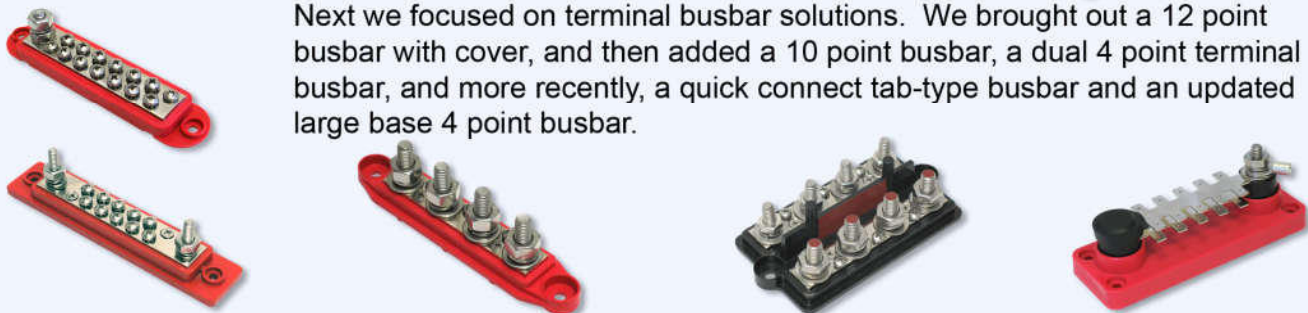 Next we focused on terminal busbar solutions.  We brought out a 12 point
busbar with cover, and then added a 10 point busbar, a dual 4 point terminal
busbar, and more recently, a quick connect tab-type busbar and an updated
large base 4 point busbar.